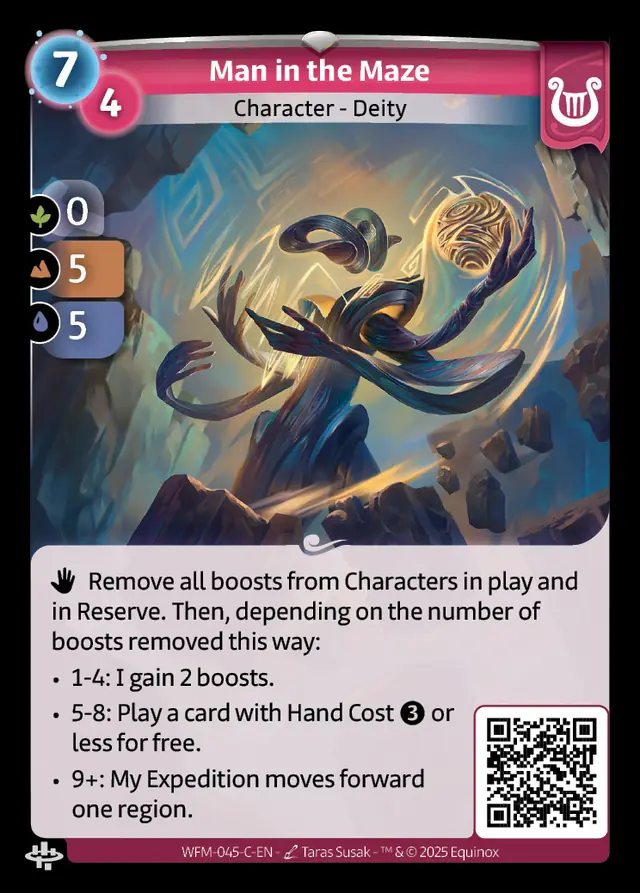 7
4
Man in the Maze
Character - Deity
0
5
5
Remove all boosts from Characters in play and
in Reserve. Then, depending on the number of
boosts removed this way:
• 1-4: I gain 2 boosts.
• 5-8: Play a card with Hand Cost 3 or
less for free.
• 9+: My Expedition moves forward
one region.
WFM-045-C-EN - Taras Susak - ™ & © 2025 Equinox